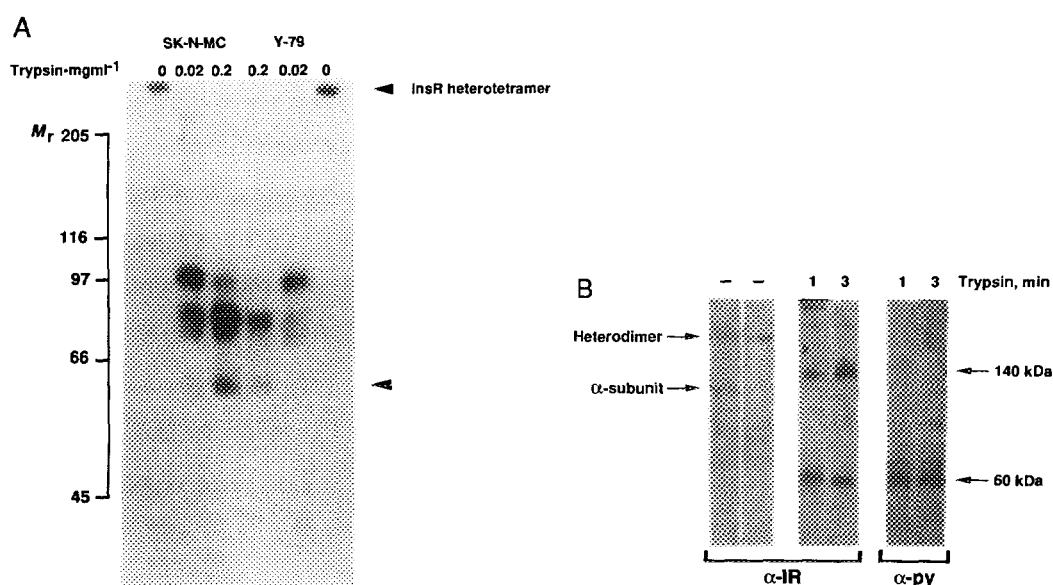 A
SK-N-MC Y-79
Trypsin-mgml⁻¹ 0 0.02 0.2 0.2 0.02 0
InsR heterotetramer
Mr 205
116
97
66
45
B
– – 1 3 1 3 Trypsin, min
Heterodimer
140 kDa
α-subunit
60 kDa
α-IR α-py